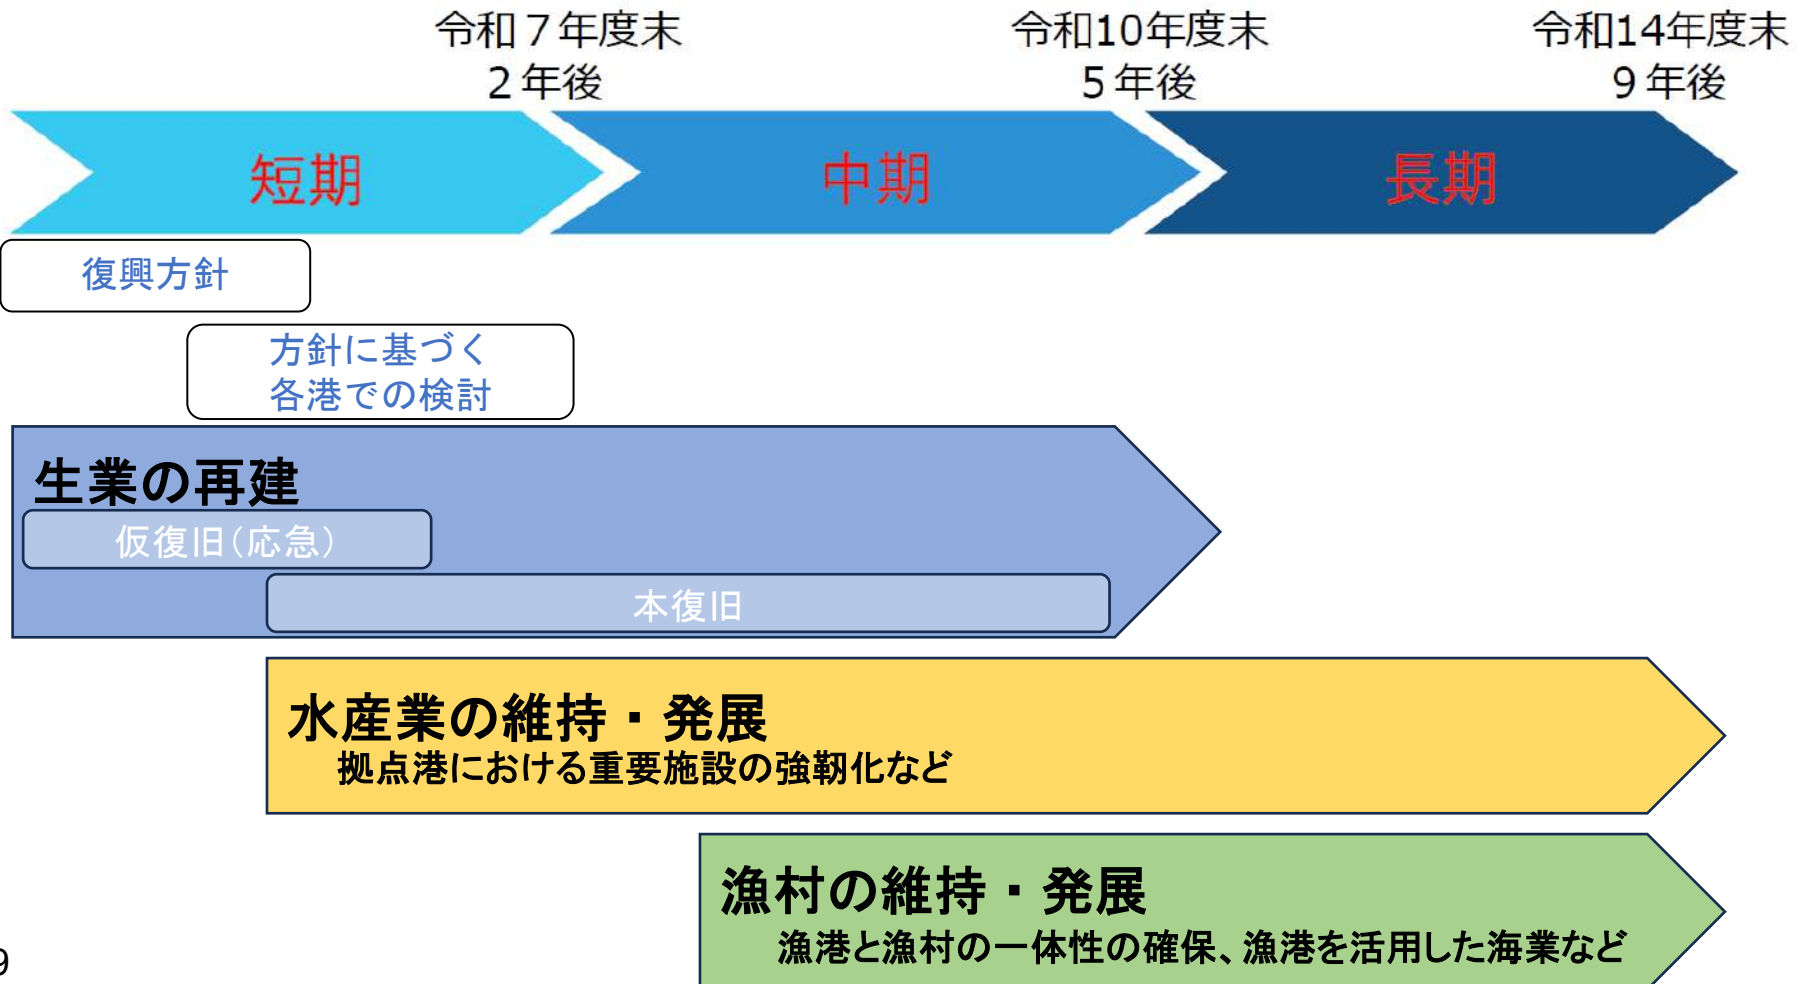 令和７年度末
２年後
令和10年度末
５年後
令和14年度末
９年後
短期
中期
長期
復興方針
方針に基づく
各港での検討
生業の再建
仮復旧（応急）
本復旧
水産業の維持・発展
拠点港における重要施設の強靭化など
漁村の維持・発展
漁港と漁村の一体性の確保、漁港を活用した海業など
9